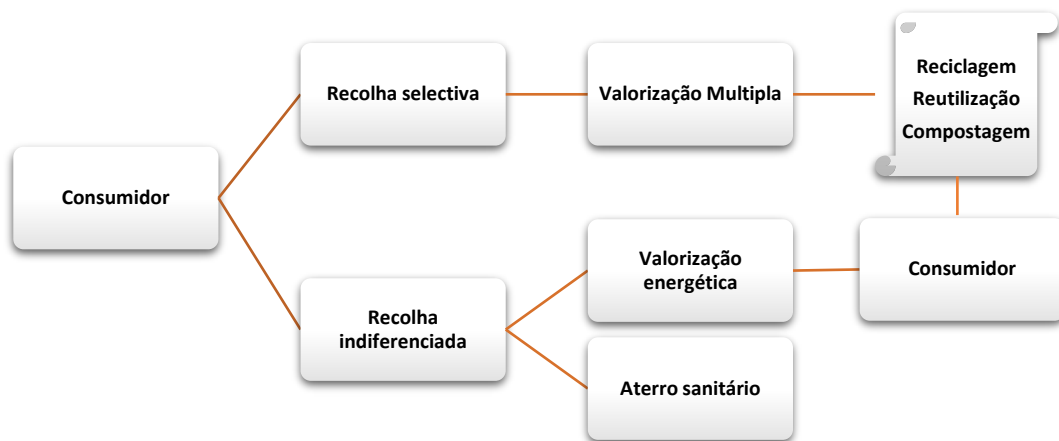 Consumidor
Recolha selectiva
Valorização Multipla
Reciclagem
Reutilização
Compostagem
Recolha
indiferenciada
Valorização
energética
Consumidor
Aterro sanitário